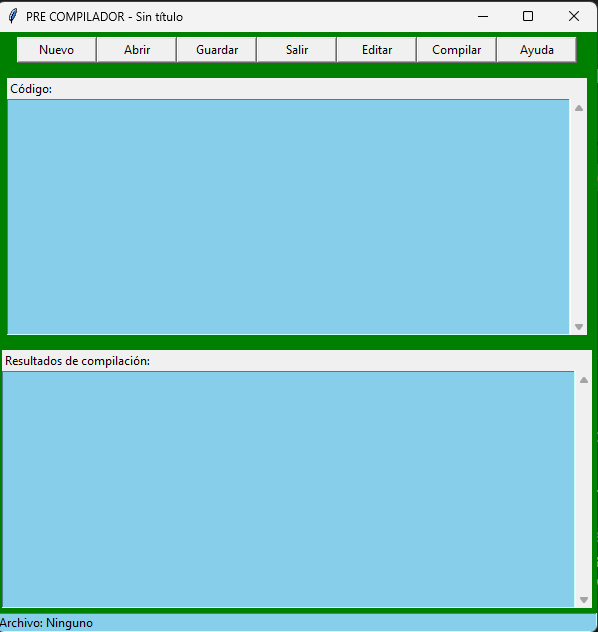 PRE COMPILADOR - Sin título
Nuevo Abrir Guardar Salir Editar Compilar Ayuda
Código:
Resultados de compilación:
Archivo: Ninguno